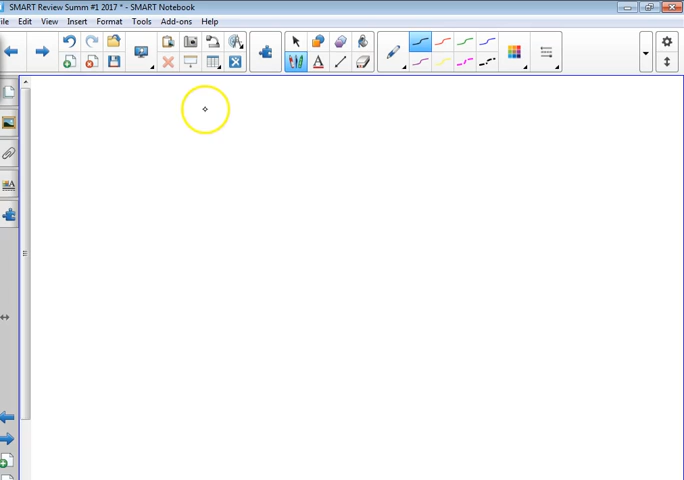 SMART Review Summ #1 2017 * - SMART Notebook
File Edit View Insert Format Tools Add-ons Help